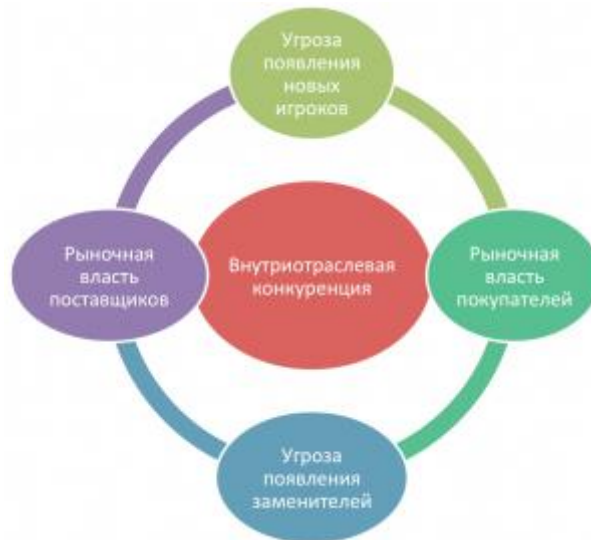 Угроза
появления
новых
игроков
Рыночная
власть
поставщиков
Внутриотраслевая
конкуренция
Рыночная
власть
покупателей
Угроза
появления
заменителей